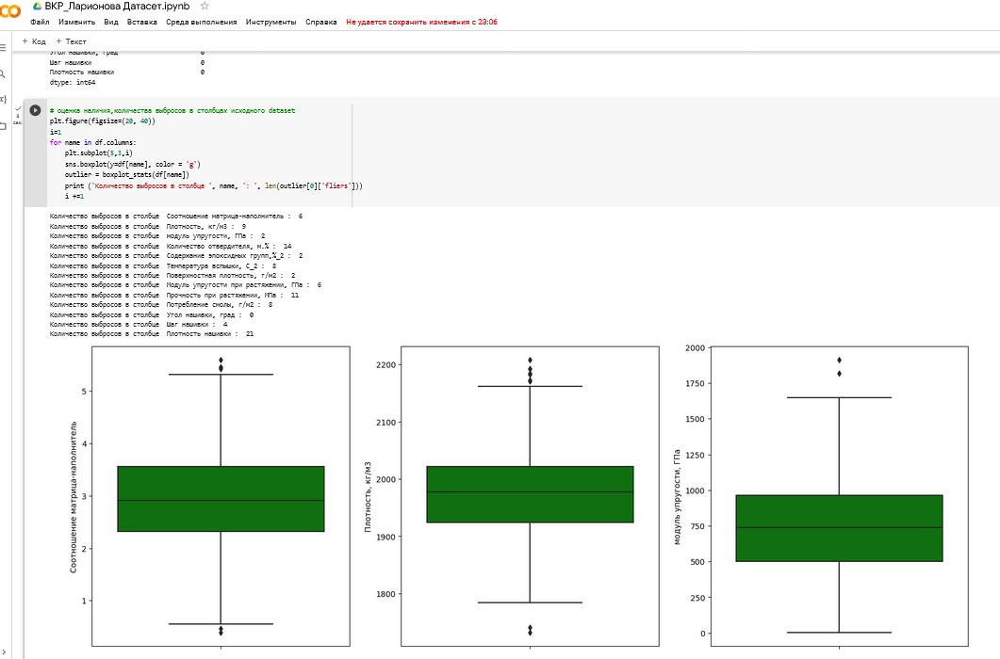 ВКР_Ларионова Датасет.ipynb
Файл Изменить Вид Вставка Среда выполнения Инструменты Справка Не удается сохранить изменения с 23:06
+ Код + Текст
Угол нашивки, град 0
Шаг нашивки 0
Плотность нашивки 0
dtype: int64
# оценка наличия,количества выбросов в столбцах исходного dataset
plt.figure(figsize=(20, 40))
i=1
for name in df.columns:
plt.subplot(5,3,i)
sns.boxplot(y=df[name], color = 'g')
outlier = boxplot_stats(df[name])
print ("Количество выбросов в столбце ", name, ': ', len(outlier[0]['fliers']))
i +=1
Количество выбросов в столбце Соотношение матрица-наполнитель : 6
Количество выбросов в столбце Плотность, кг/м3 : 9
Количество выбросов в столбце модуль упругости, ГПа : 2
Количество выбросов в столбце Количество отвердителя, м.% : 14
Количество выбросов в столбце Содержание эпоксидных групп,%_2 : 2
Количество выбросов в столбце Температура вспышки, С_2 : 8
Количество выбросов в столбце Поверхностная плотность, г/м2 : 2
Количество выбросов в столбце Модуль упругости при растяжении, ГПа : 6
Количество выбросов в столбце Прочность при растяжении, МПа : 11
Количество выбросов в столбце Потребление смолы, г/м2 : 8
Количество выбросов в столбце Угол нашивки, град : 0
Количество выбросов в столбце Шаг нашивки : 4
Количество выбросов в столбце Плотность нашивки : 21
Соотношение матрица-наполнитель
5
4
3
2
1
Плотность, кг/м3
2200
2100
2000
1900
1800
модуль упругости, ГПа
2000
1750
1500
1250
1000
750
500
250
0